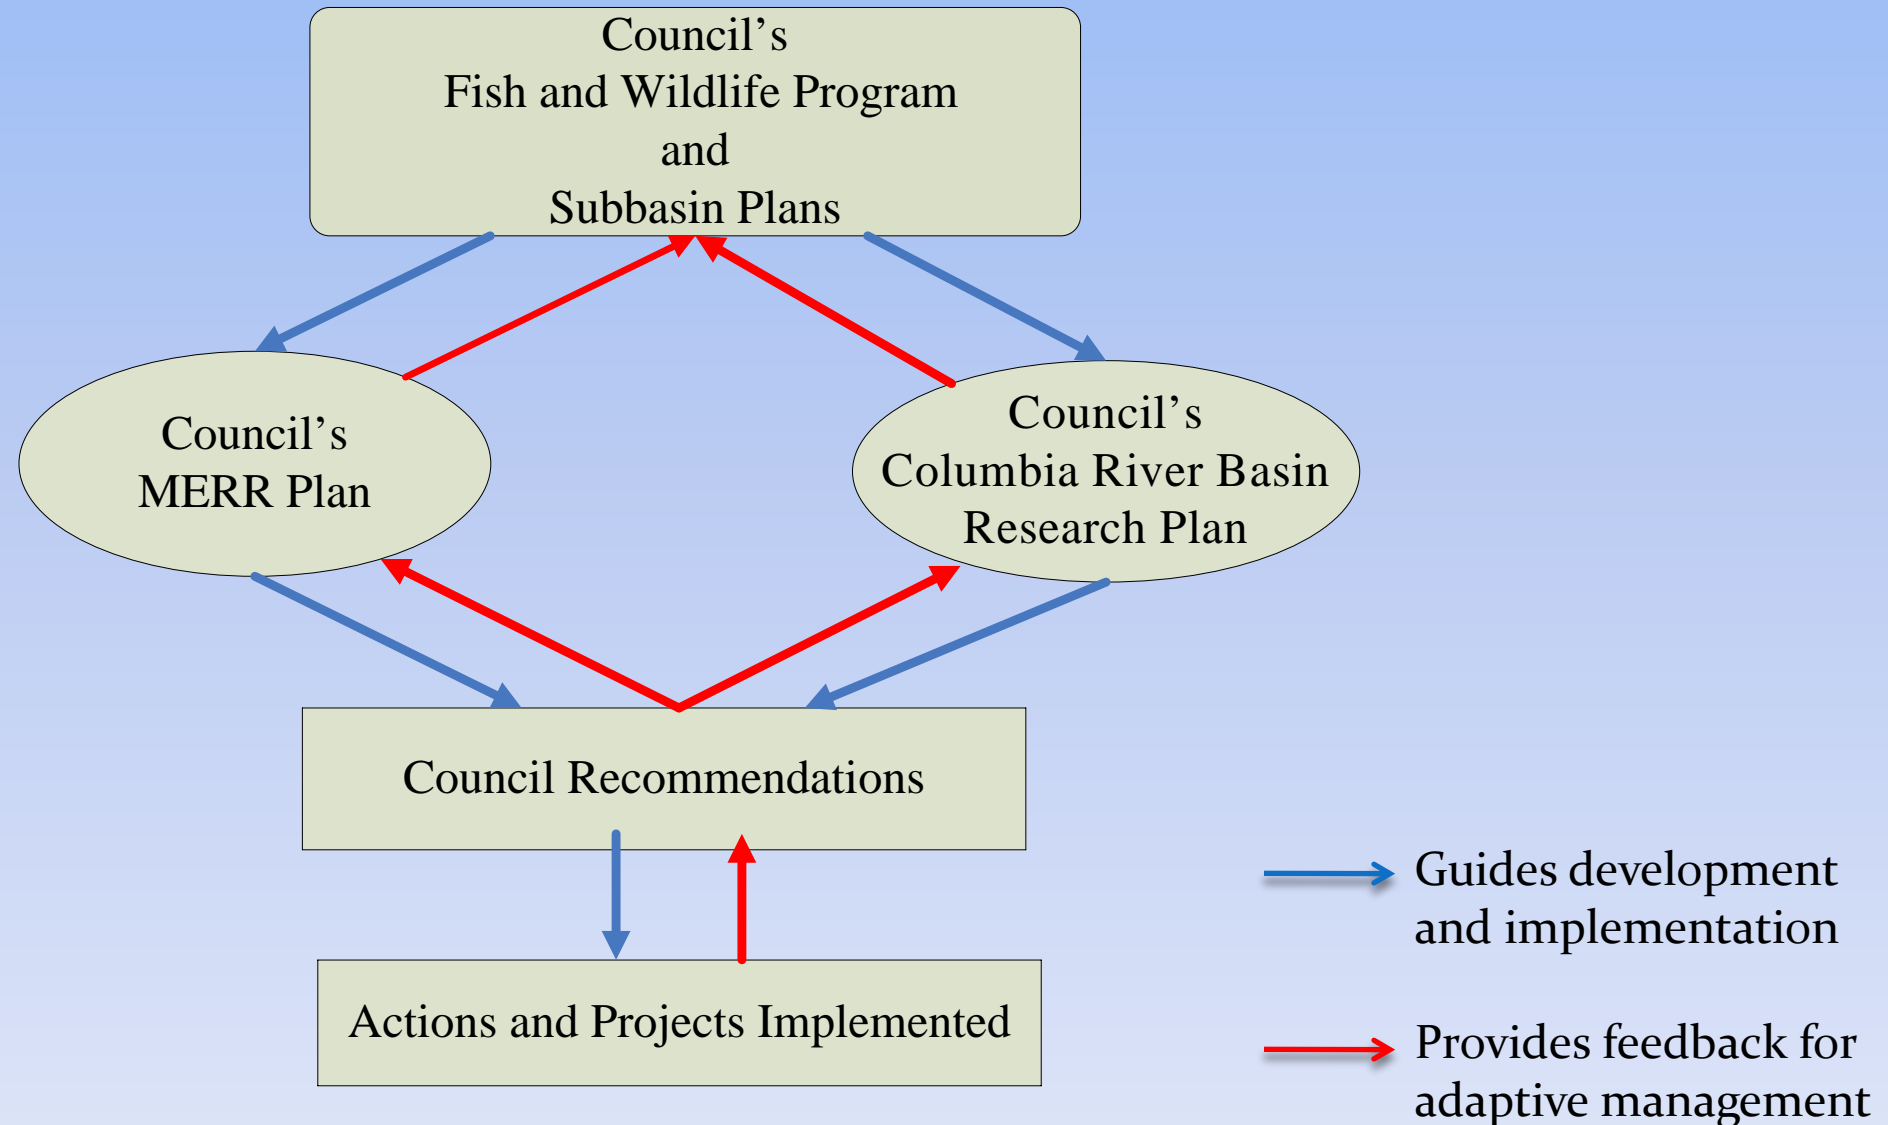 Council’s
Fish and Wildlife Program
and
Subbasin Plans
Council’s
MERR Plan
Council’s
Columbia River Basin
Research Plan
Council Recommendations
Actions and Projects Implemented
Guides development
and implementation
Provides feedback for
adaptive management